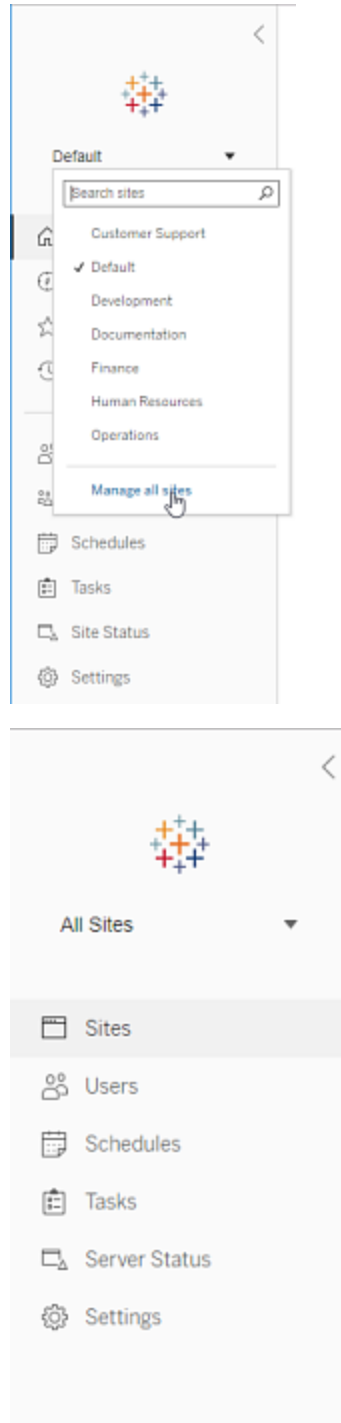 Default
Search sites
Customer Support
Default
Development
Documentation
Finance
Human Resources
Operations
Manage all sites
Schedules
Tasks
Site Status
Settings
All Sites
Sites
Users
Schedules
Tasks
Server Status
Settings